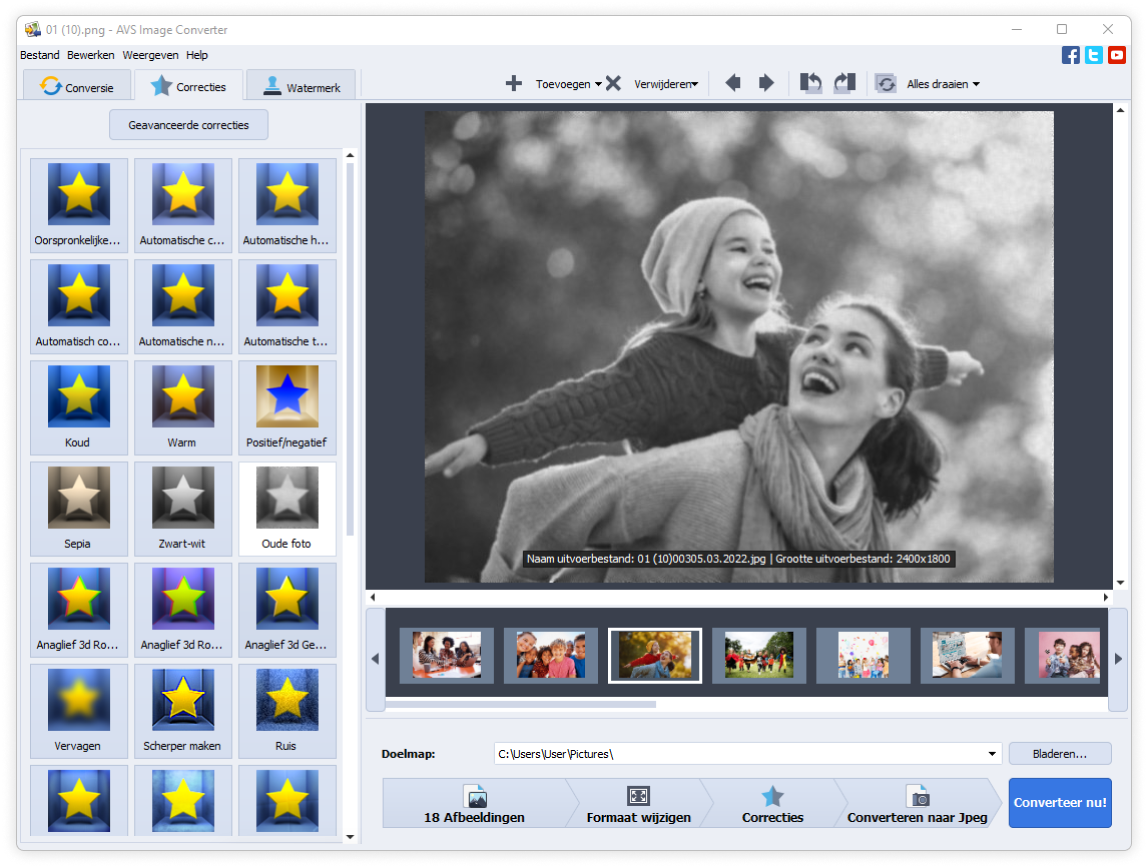 01 (10).png - AVS Image Converter
Bestand Bewerken Weergeven Help
Conversie Correcties Watermerk
Toevoegen Verwijderen Alles draaien
Geavanceerde correcties
Oorspronkelijke... Automatische c... Automatische h...
Automatisch co... Automatische n... Automatische t...
Koud Warm Positief/negatief
Sepia Zwart-wit Oude foto
Anaglief 3d Ro... Anaglief 3d Ro... Anaglief 3d Ge...
Vervagen Scherper maken Ruis
Naam uitvoerbestand: 01 (10)00305.03.2022.jpg | Grootte uitvoerbestand: 2400x1800
Doelmap: C:\Users\User\Pictures\ Bladeren...
18 Afbeeldingen Formaat wijzigen Correcties Converteren naar Jpeg Converteer nu!